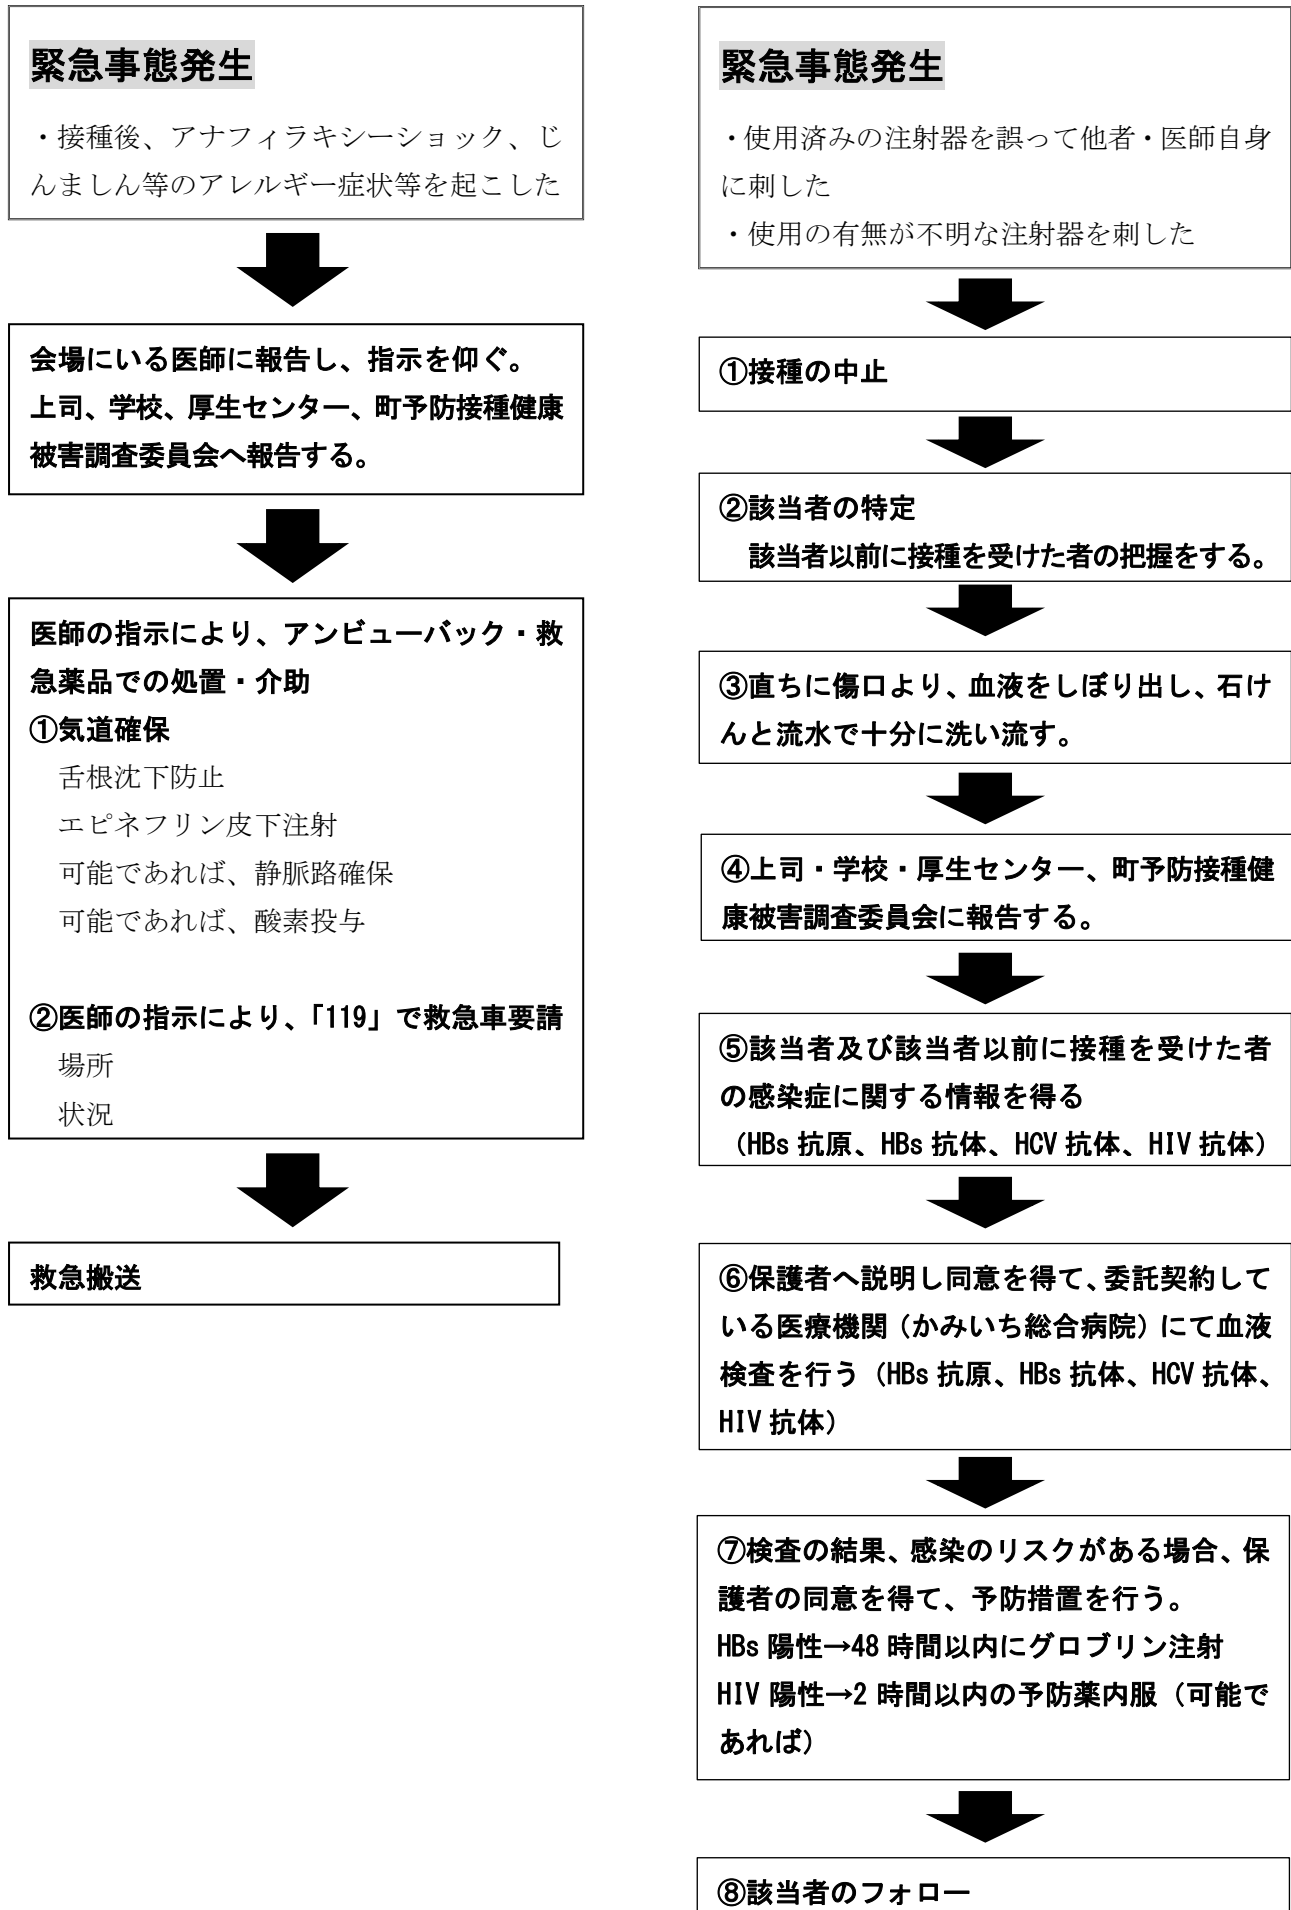 緊急事態発生
・接種後、アナフィラキシーショック、じ
んましん等のアレルギー症状等を起こした
会場にいる医師に報告し、指示を仰ぐ。
上司、学校、厚生センター、町予防接種健康
被害調査委員会へ報告する。
医師の指示により、アンビューバック・救
急薬品での処置・介助
①気道確保
舌根沈下防止
エピネフリン皮下注射
可能であれば、静脈路確保
可能であれば、酸素投与
②医師の指示により、「119」で救急車要請
場所
状況
救急搬送
緊急事態発生
・使用済みの注射器を誤って他者・医師自身
に刺した
・使用の有無が不明な注射器を刺した
①接種の中止
②該当者の特定
該当者以前に接種を受けた者の把握をする。
③直ちに傷口より、血液をしぼり出し、石け
んと流水で十分に洗い流す。
④上司・学校・厚生センター、町予防接種健
康被害調査委員会に報告する。
⑤該当者及び該当者以前に接種を受けた者
の感染症に関する情報を得る
（HBs 抗原、HBs 抗体、HCV 抗体、HIV 抗体）
⑥保護者へ説明し同意を得て、委託契約して
いる医療機関（かみいち総合病院）にて血液
検査を行う（HBs 抗原、HBs 抗体、HCV 抗体、
HIV 抗体）
⑦検査の結果、感染のリスクがある場合、保
護者の同意を得て、予防措置を行う。
HBs 陽性→48 時間以内にグロブリン注射
HIV 陽性→2 時間以内の予防薬内服（可能で
あれば）
⑧該当者のフォロー